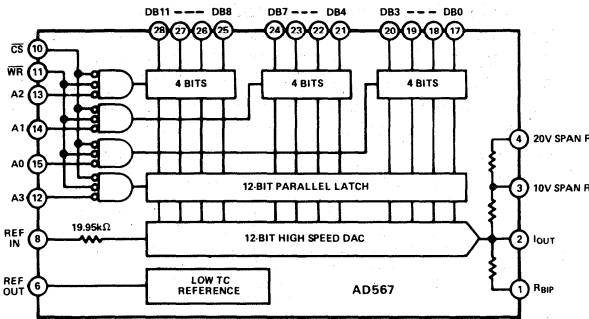 DB11 DB8 DB7 DB4 DB3 DB0
28 27 26 25 24 23 22 21 20 19 18 17
CS 10
WR 11
A2 13
4 BITS 4 BITS 4 BITS
A1 14
4 20V SPAN R
A0 15
A3 12
12-BIT PARALLEL LATCH
3 10V SPAN R
REF IN 8
19.95kΩ
12-BIT HIGH SPEED DAC
2 IOUT
REF OUT 6
LOW TC
REFERENCE
AD567
1 RBIP